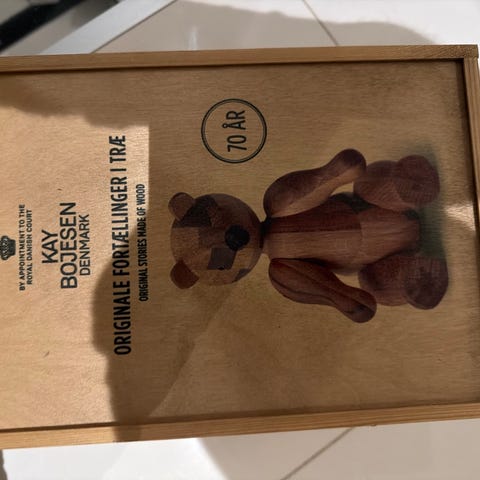 BY APPOINTMENT TO THE
ROYAL DANISH COURT
KAY
BOJESEN
DENMARK
ORIGINALE FORTÆLLINGER I TRÆ
ORIGINAL STORIES MADE OF WOOD
70 ÅR